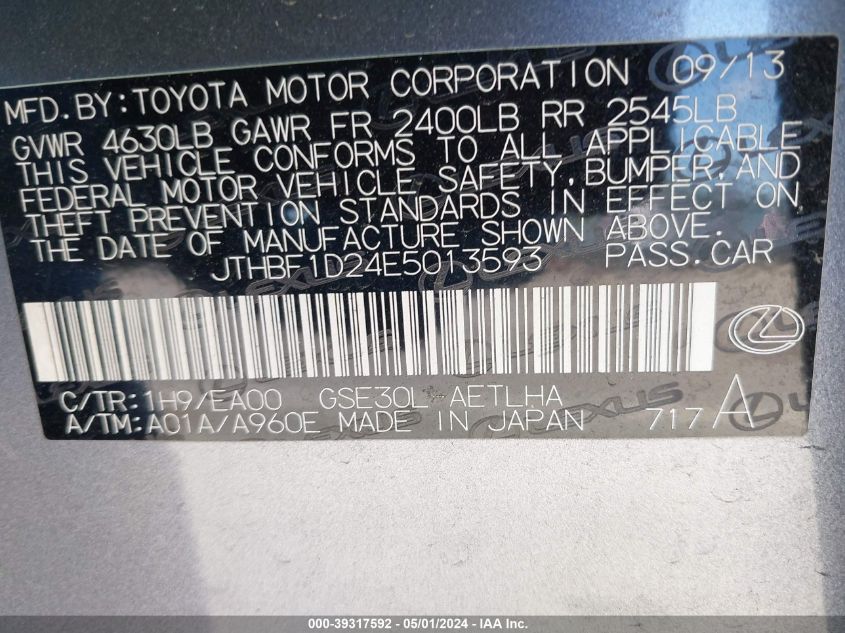 MFD. BY: TOYOTA MOTOR CORPORATION 09/13
GVWR 4630LB GAWR FR 2400LB RR 2545LB
THIS VEHICLE CONFORMS TO ALL APPLICABLE
FEDERAL MOTOR VEHICLE SAFETY, BUMPER, AND
THEFT PREVENTION STANDARDS IN EFFECT ON
THE DATE OF MANUFACTURE SHOWN ABOVE.
JTHBF1D24E5013593 PASS. CAR
C/TR: 1H9/EA00 GSE30L-AETLHA
A/TM: A01A/A960E MADE IN JAPAN 717 A
000-39317592 - 05/01/2024 - IAA Inc.